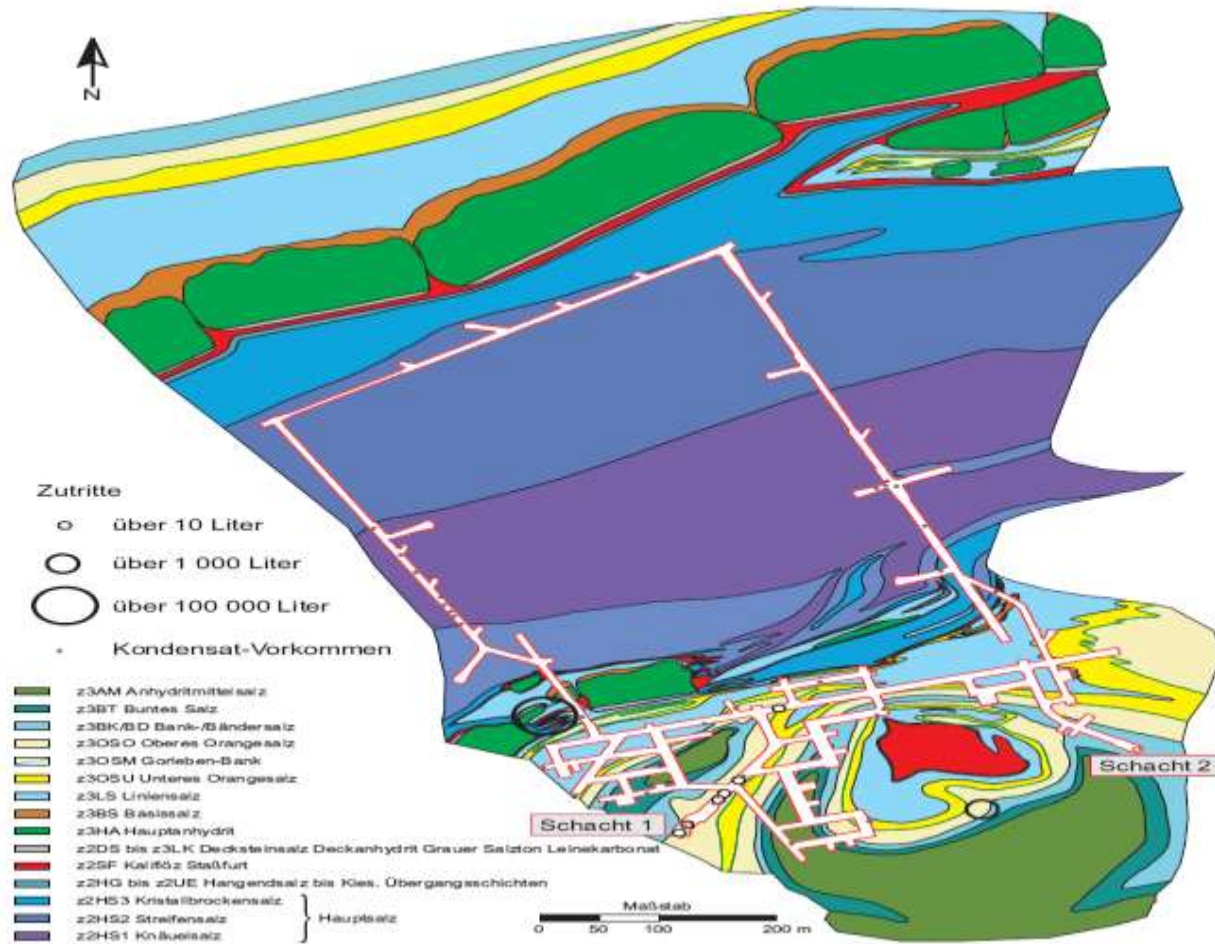 N
Zutritte
über 10 Liter
über 1 000 Liter
über 100 000 Liter
Kondensat-Vorkommen
z3AM Anhydritmittelsalz
z3BT Buntes Salz
z3BK/BD Bank-/Bändersalz
z3OSO Oberes Orangesalz
z3OSM Gorleben-Bank
z3OSU Unteres Orangesalz
z3LS Liniensalz
z3BS Basissalz
z3HA Hauptanhydrit
z2DS bis z3LK Decksteinsalz Deckanhydrit Grauer Salzton Leinekarbonat
z2SF Kaliflöz Staßfurt
z2HG bis z2UE Hangendsalz bis Kies. Übergangsschichten
z2HS3 Kristallbrockensalz
z2HS2 Streifensalz
z2HS1 Knäuelsalz
Hauptsalz
Schacht 1
Schacht 2
Maßstab
0 50 100 200 m